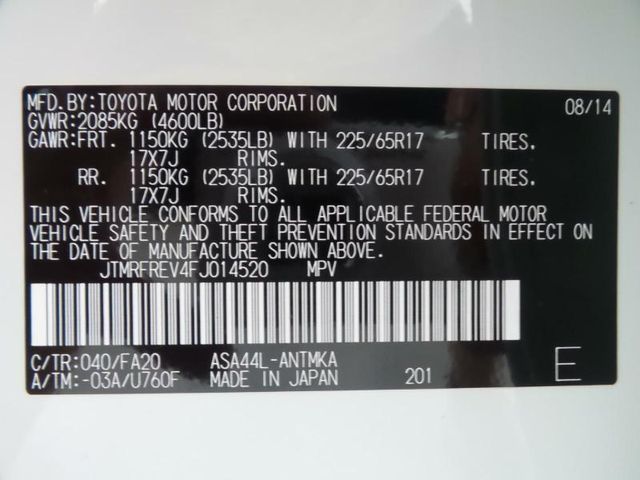 MFD.BY:TOYOTA MOTOR CORPORATION 08/14
GVWR:2085KG (4600LB)
GAWR:FRT. 1150KG (2535LB) WITH 225/65R17 TIRES.
17X7J RIMS.
RR. 1150KG (2535LB) WITH 225/65R17 TIRES.
17X7J RIMS.
THIS VEHICLE CONFORMS TO ALL APPLICABLE FEDERAL MOTOR
VEHICLE SAFETY AND THEFT PREVENTION STANDARDS IN EFFECT ON
THE DATE OF MANUFACTURE SHOWN ABOVE.
JTMRFREV4FJ014520 MPV
C/TR:040/FA20 ASA44L-ANTMKA
A/TM:-03A/U760F MADE IN JAPAN 201 E